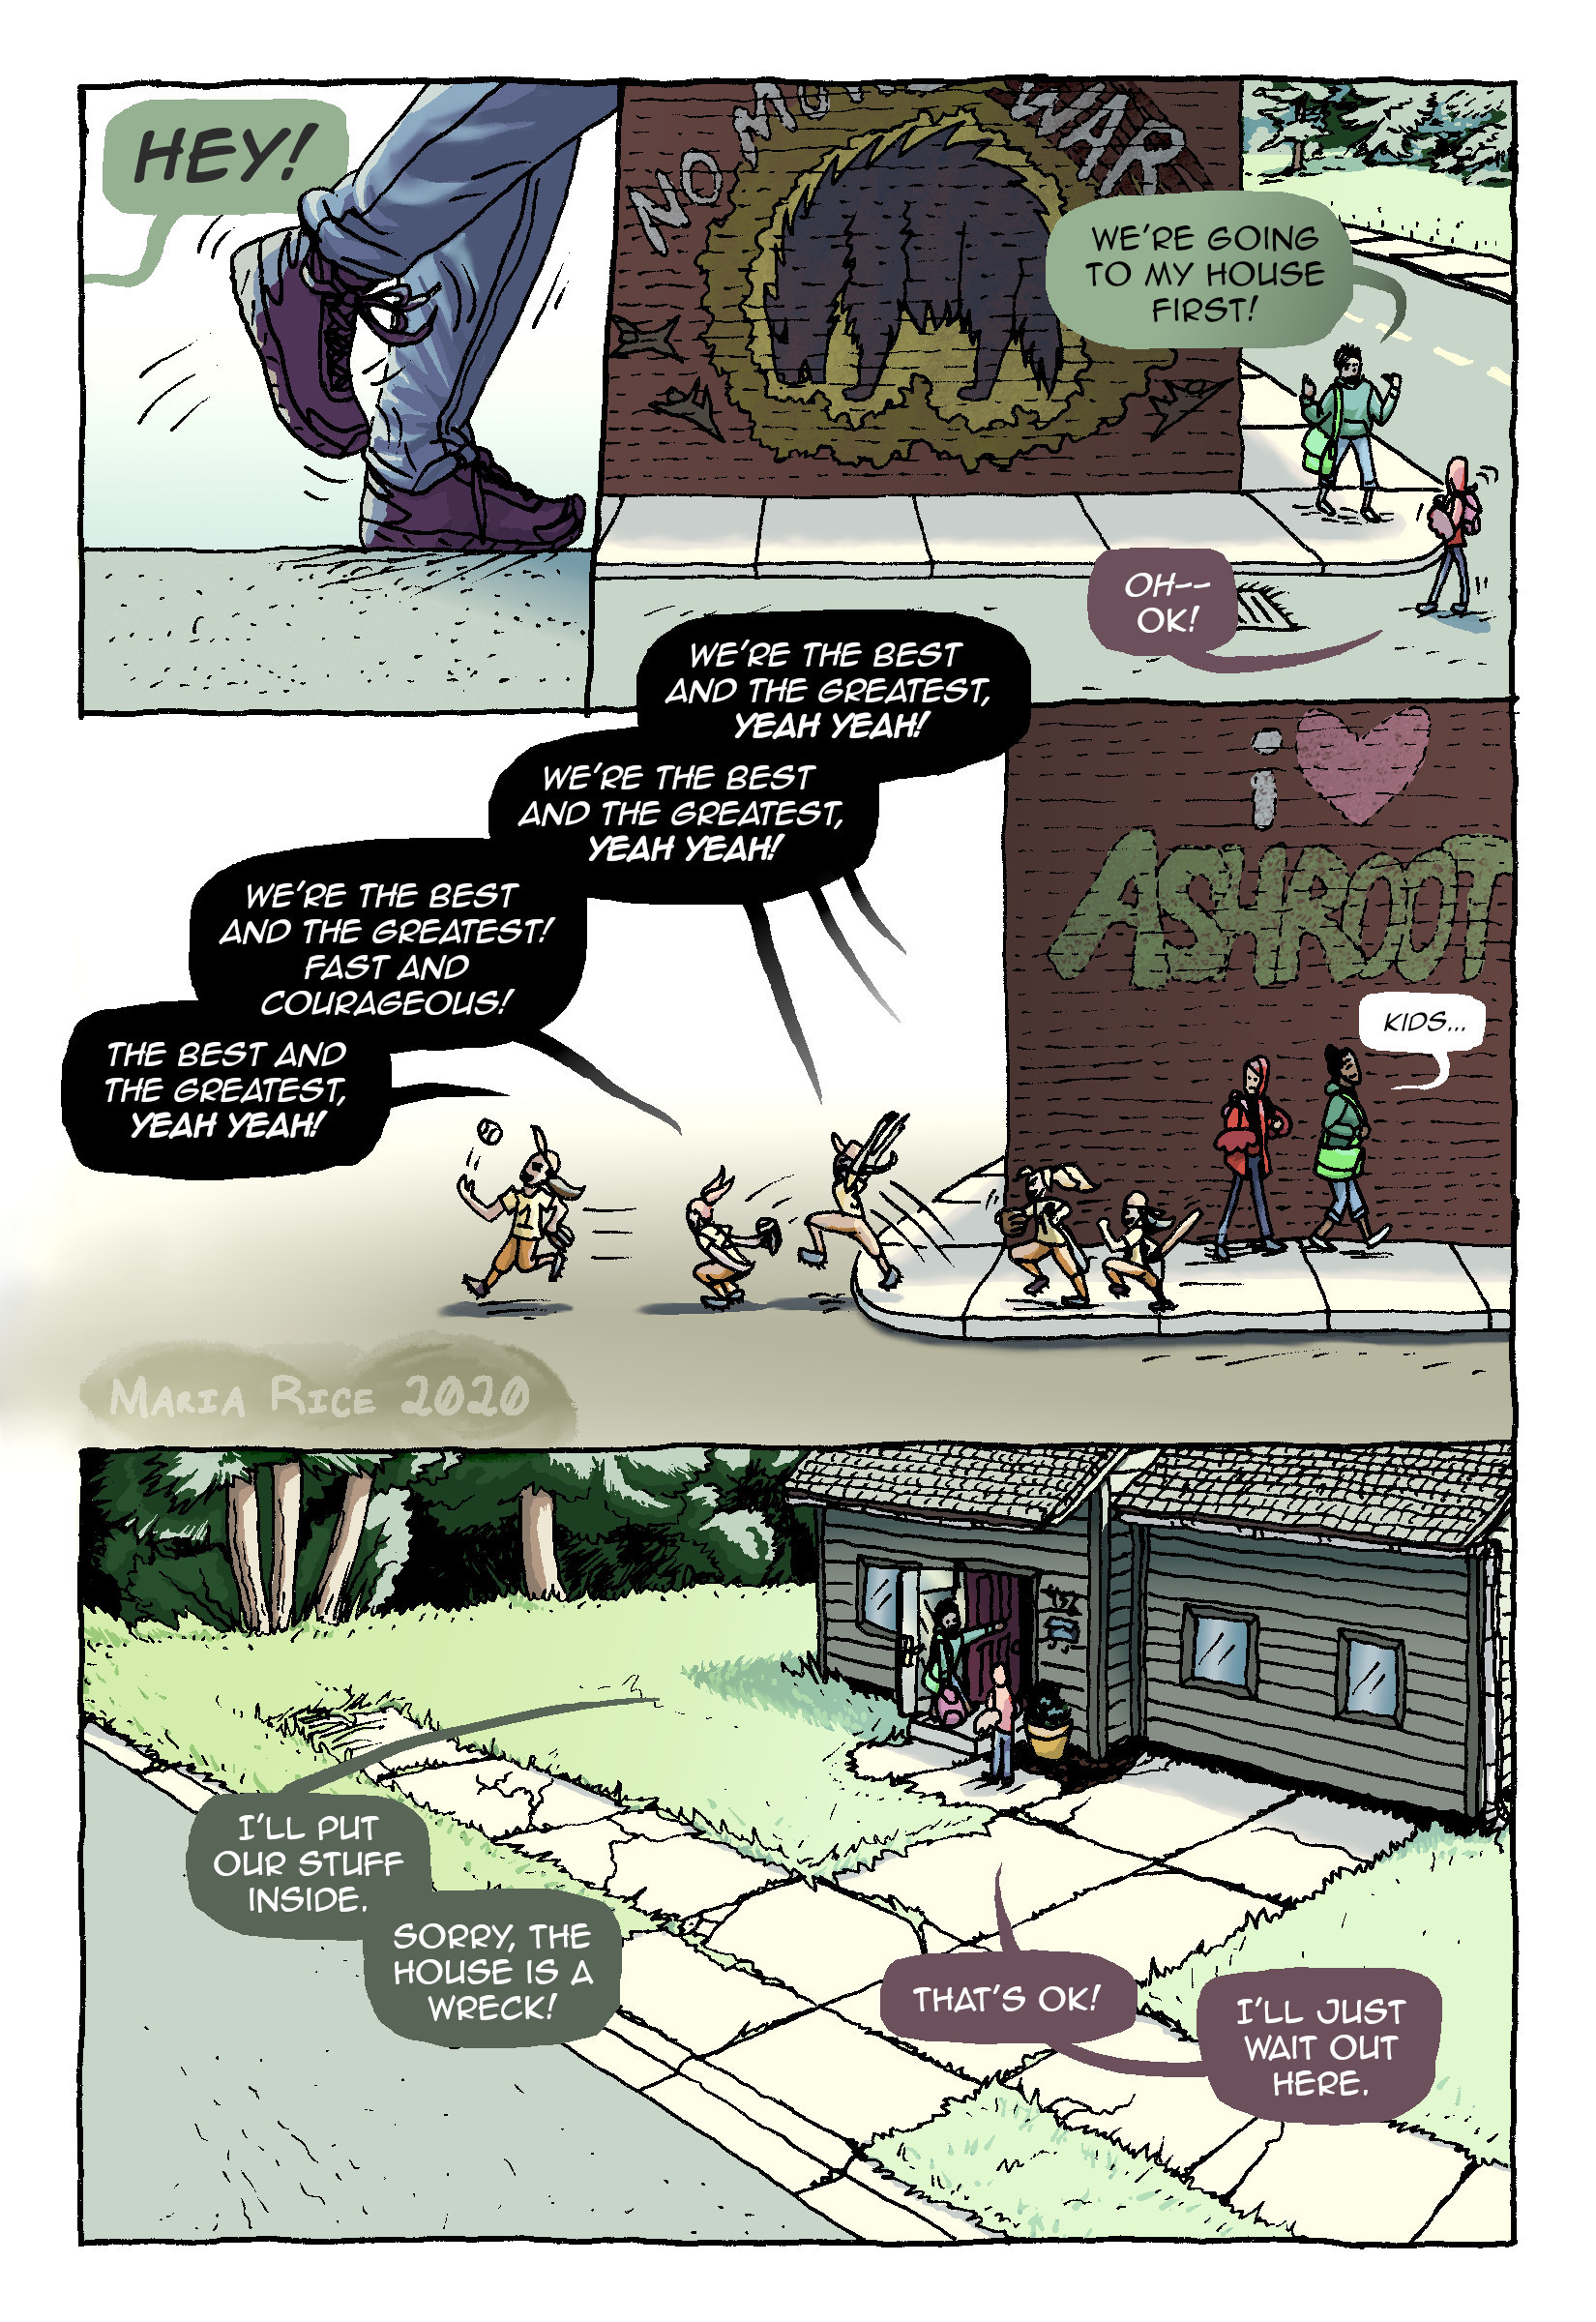 HEY!
NO MORE WAR
WE'RE GOING
TO MY HOUSE
FIRST!
OH--
OK!
WE'RE THE BEST
AND THE GREATEST,
YEAH YEAH!
WE'RE THE BEST
AND THE GREATEST,
YEAH YEAH!
WE'RE THE BEST
AND THE GREATEST!
FAST AND
COURAGEOUS!
THE BEST AND
THE GREATEST,
YEAH YEAH!
i
ASHROOT
KIDS...
MARIA RICE 2020
I'LL PUT
OUR STUFF
INSIDE.
SORRY, THE
HOUSE IS A
WRECK!
THAT'S OK!
I'LL JUST
WAIT OUT
HERE.